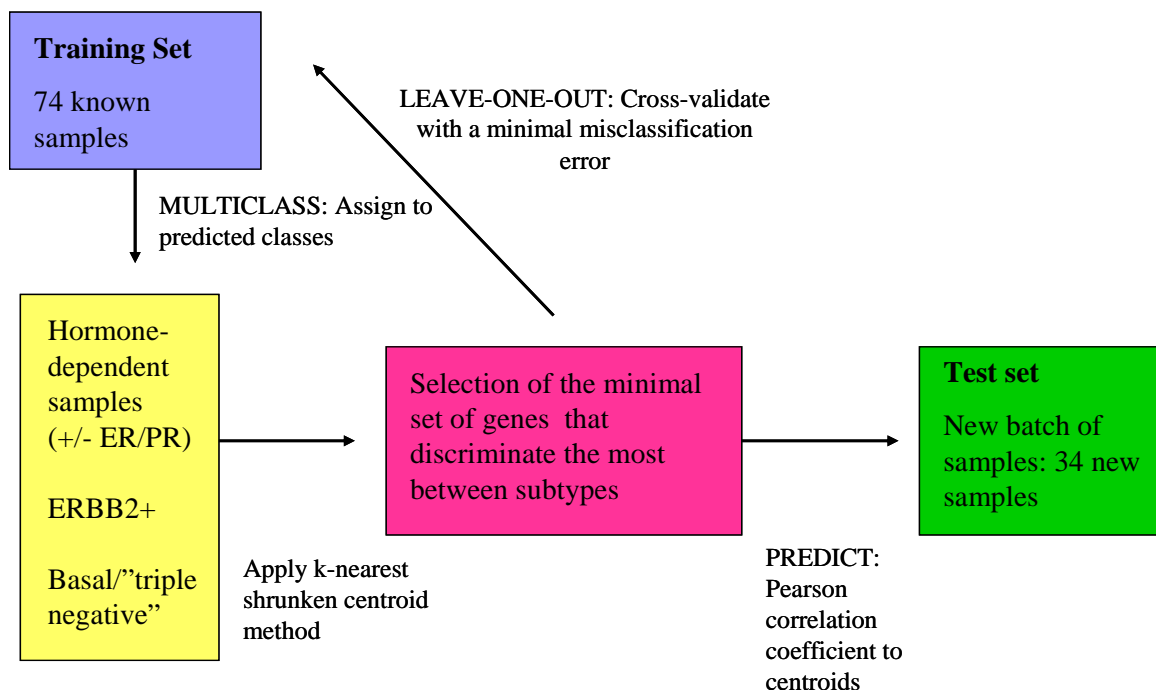 Training Set
74 known
samples
LEAVE-ONE-OUT: Cross-validate
with a minimal misclassification
error
MULTICLASS: Assign to
predicted classes
Hormone-
dependent
samples
(+/- ER/PR)
ERBB2+
Basal/”triple
negative”
Apply k-nearest
shrunken centroid
method
Selection of the minimal
set of genes  that
discriminate the most
between subtypes
PREDICT:
Pearson
correlation
coefficient to
centroids
Test set
New batch of
samples: 34 new
samples